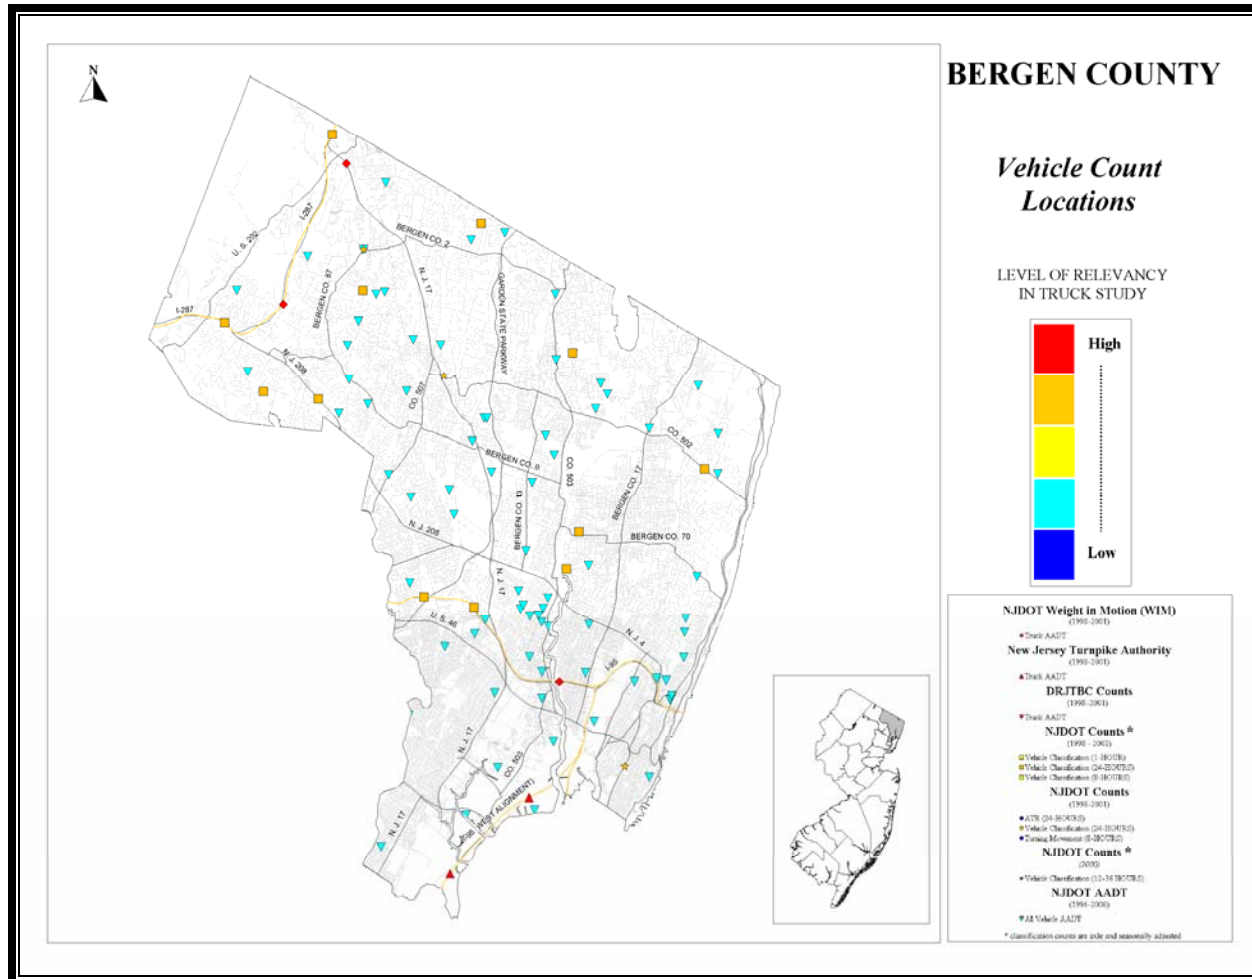 N
BERGEN COUNTY
Vehicle Count
Locations
LEVEL OF RELEVANCY
IN TRUCK STUDY
High
Low
NJDOT Weight in Motion (WIM)
(1998-2001)
Truck AADT
New Jersey Turnpike Authority
(1998-2001)
Truck AADT
DRJTBC Counts
(1998-2001)
Truck AADT
NJDOT Counts *
(1998 - 2002)
Vehicle Classification (1-HOUR)
Vehicle Classification (24-HOURS)
Vehicle Classification (8-HOURS)
NJDOT Counts
(1998-2001)
ATR (24-HOURS)
Vehicle Classification (24-HOURS)
Turning Movement (8-HOURS)
NJDOT Counts *
Vehicle Classification (12-36 HOURS)
NJDOT AADT
(1996-2000)
All Vehicle AADT
* classification counts are axle and seasonally adjusted
U. S. 202
I-287
BERGEN CO. 2
BERGEN CO. 87
N. J. 17
GARDEN STATE PARKWAY
I-287
N. J. 208
CO. 507
CO. 502
BERGEN CO. 6
CO. 503
BERGEN CO. 17
BERGEN CO. 13
N. J. 208
BERGEN CO. 70
N. J. 17
U. S. 46
N. J. 4
I-95
N. J. 17
CO. 503
I-95 WEST ALIGNMENT)
N. J. 17